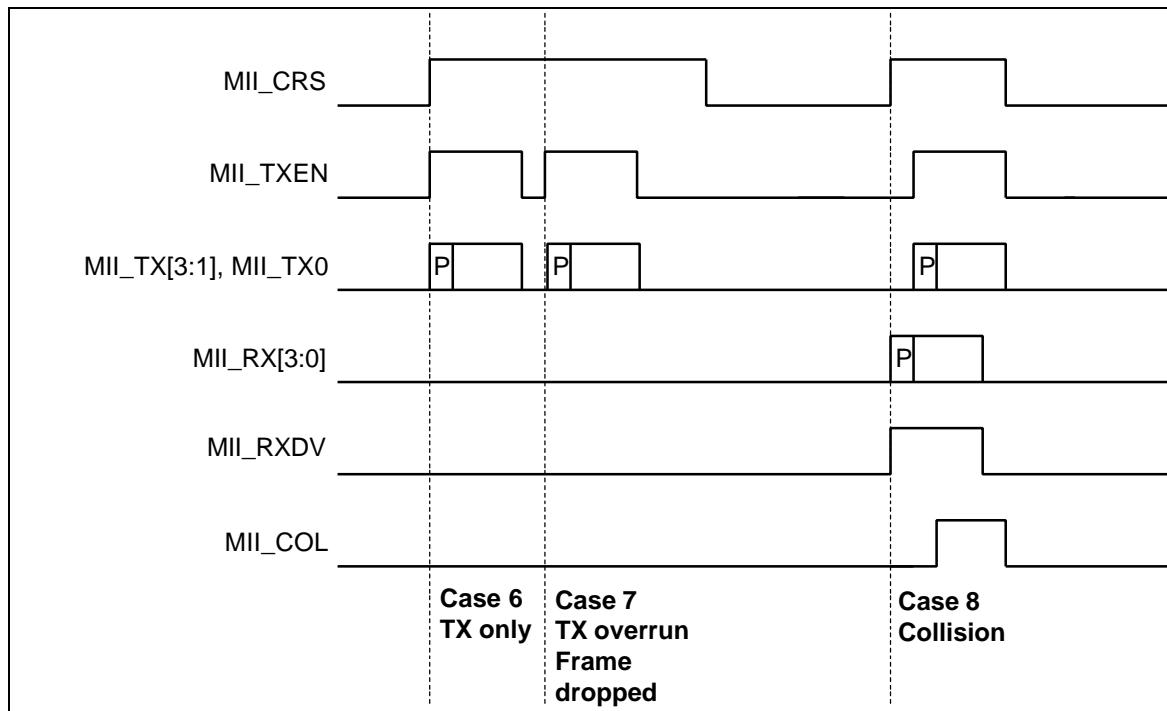 MII_CRS
MII_TXEN
MII_TX[3:1], MII_TX0
P
P
P
MII_RX[3:0]
P
MII_RXDV
MII_COL
Case 6
TX only
Case 7
TX overrun
Frame
dropped
Case 8
Collision